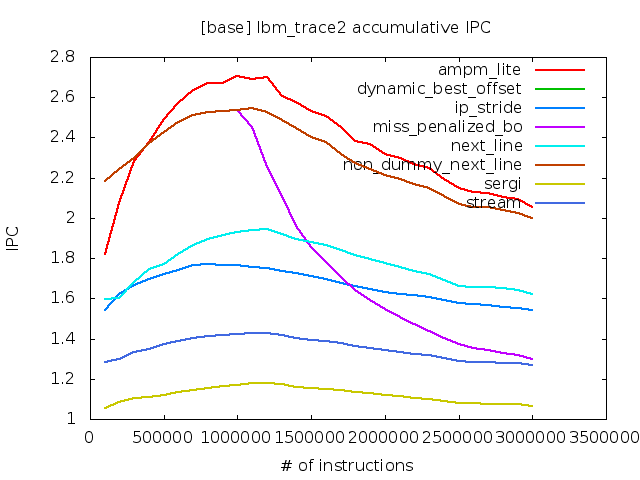 [base] lbm_trace2 accumulative IPC
2.8
2.6
2.4
2.2
2
1.8
1.6
1.4
1.2
1
IPC
ampm_lite
dynamic_best_offset
ip_stride
miss_penalized_bo
next_line
non_dummy_next_line
sergi
stream
0 500000 1000000 1500000 2000000 2500000 3000000 3500000
# of instructions